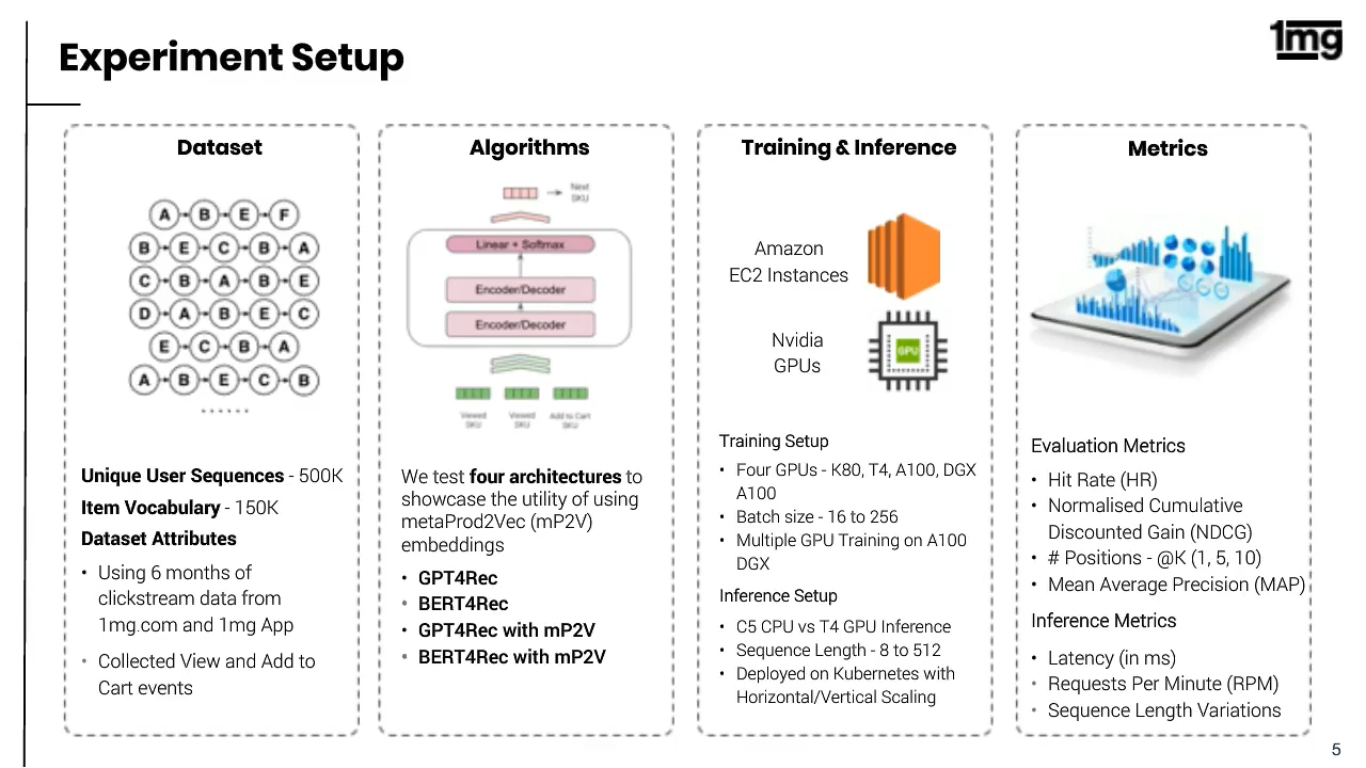 Experiment Setup
1mg
Dataset
A B E F
B E C B A
C B A B E
D A B E C
E C B A
A B E C B
......
Unique User Sequences - 500K
Item Vocabulary - 150K
Dataset Attributes
• Using 6 months of
clickstream data from
1mg.com and 1mg App
• Collected View and Add to
Cart events
Algorithms
Next
SKU
Linear + Softmax
Encoder/Decoder
Encoder/Decoder
Viewed
SKU
Viewed
SKU
Add to Cart
SKU
We test four architectures to
showcase the utility of using
metaProd2Vec (mP2V)
embeddings
• GPT4Rec
• BERT4Rec
• GPT4Rec with mP2V
• BERT4Rec with mP2V
Training & Inference
Amazon
EC2 Instances
Nvidia
GPUs
GPU
Training Setup
• Four GPUs - K80, T4, A100, DGX
A100
• Batch size - 16 to 256
• Multiple GPU Training on A100
DGX
Inference Setup
• C5 CPU vs T4 GPU Inference
• Sequence Length - 8 to 512
• Deployed on Kubernetes with
Horizontal/Vertical Scaling
Metrics
Evaluation Metrics
• Hit Rate (HR)
• Normalised Cumulative
Discounted Gain (NDCG)
• # Positions - @K (1, 5, 10)
• Mean Average Precision (MAP)
Inference Metrics
• Latency (in ms)
• Requests Per Minute (RPM)
• Sequence Length Variations
5